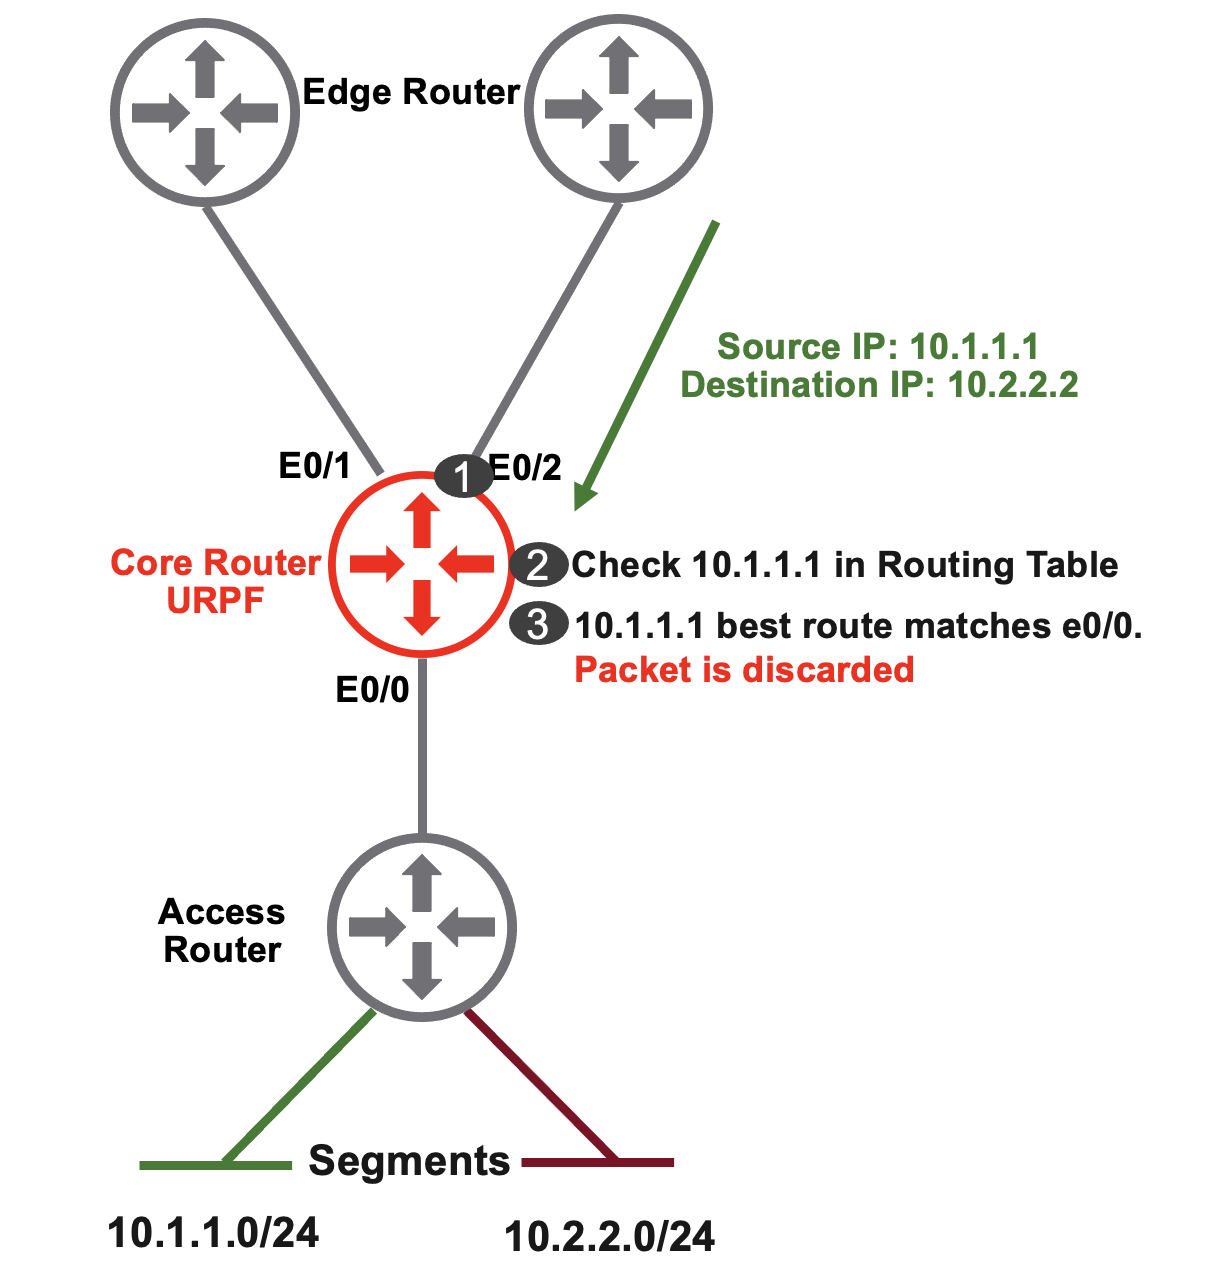 Edge Router
Source IP: 10.1.1.1
Destination IP: 10.2.2.2
E0/1
1
E0/2
Core Router
URPF
2 Check 10.1.1.1 in Routing Table
3 10.1.1.1 best route matches e0/0.
Packet is discarded
E0/0
Access
Router
Segments
10.1.1.0/24
10.2.2.0/24